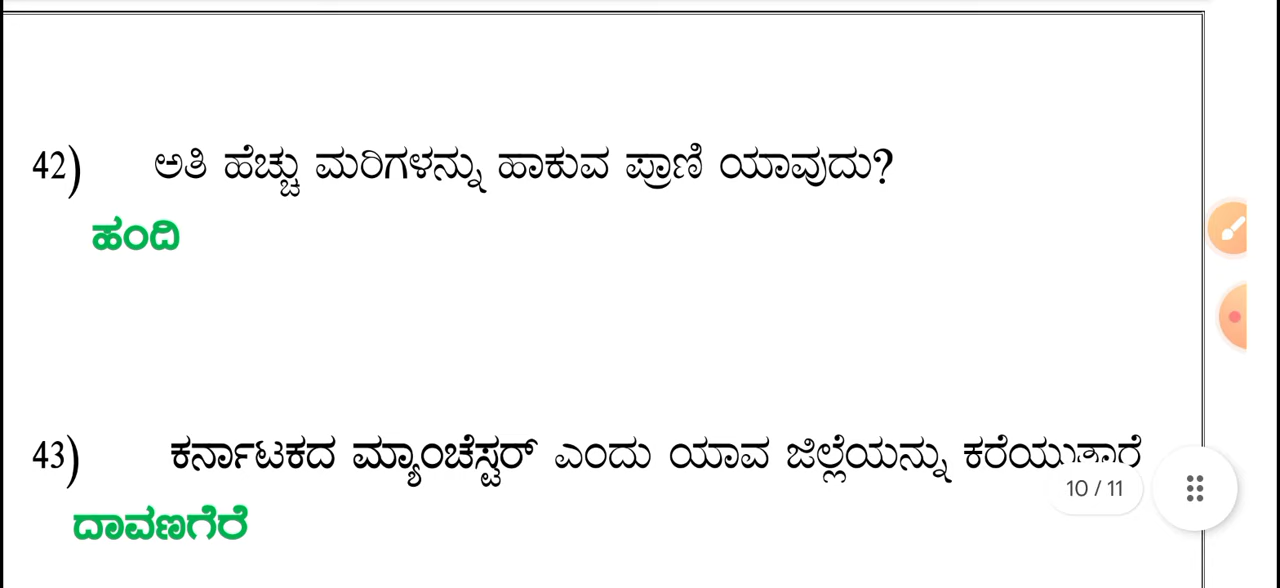 42) ಅತಿ ಹೆಚ್ಚು ಮರಿಗಳನ್ನು ಹಾಕುವ ಪ್ರಾಣಿ ಯಾವುದು?
ಹಂದಿ
43) ಕರ್ನಾಟಕದ ಮ್ಯಾಂಚೆಸ್ಟರ್ ಎಂದು ಯಾವ ಜಿಲ್ಲೆಯನ್ನು
10 / 11
ದಾವಣಗೆರೆ